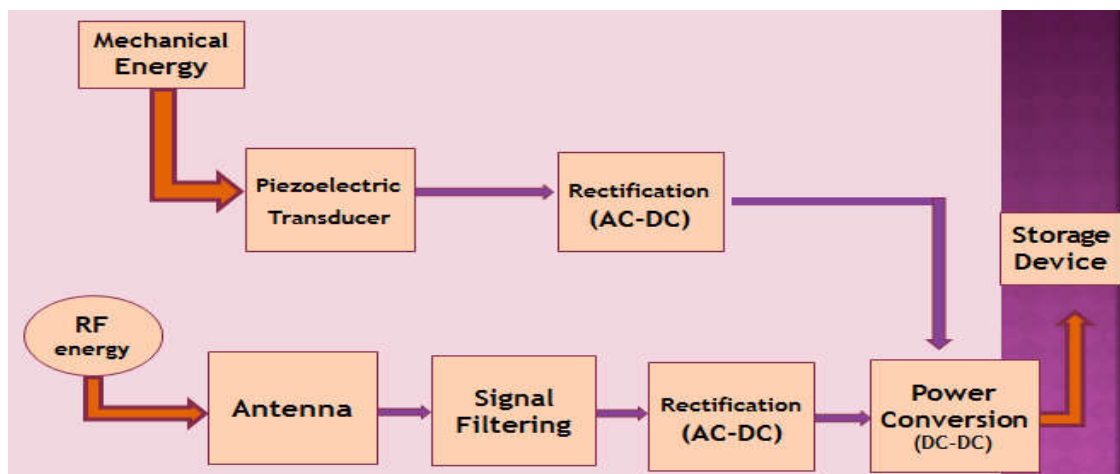 Mechanical
Energy
Piezoelectric
Transducer
Rectification
(AC-DC)
Storage
Device
RF
energy
Antenna
Signal
Filtering
Rectification
(AC-DC)
Power
Conversion
(DC-DC)